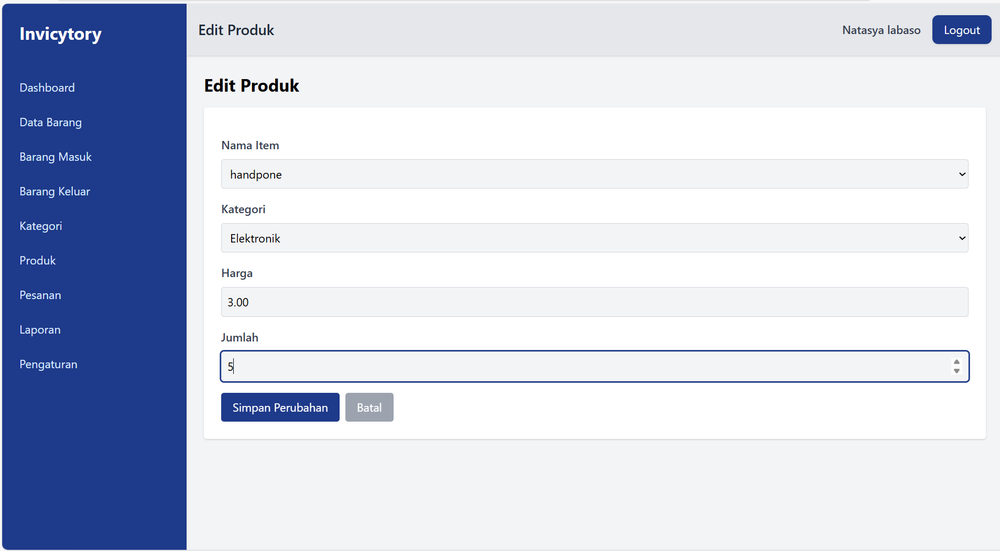 Invicytory
Dashboard
Data Barang
Barang Masuk
Barang Keluar
Kategori
Produk
Pesanan
Laporan
Pengaturan
Edit Produk
Natasya labaso
Logout
Edit Produk
Nama Item
handpone
Kategori
Elektronik
Harga
3.00
Jumlah
5
Simpan Perubahan
Batal